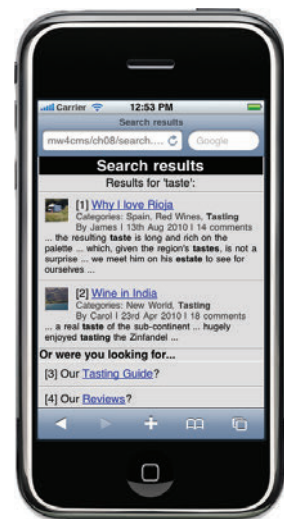 Carrier 12:53 PM
Search results
mw4cms/ch08/search.... Google
Search results
Results for 'taste':
[1] Why I love Rioja
Categories: Spain, Red Wines, Tasting
By James | 13th Aug 2010 | 14 comments
... the resulting taste is long and rich on the
palette ... which, given the region's tastes, is not a
surprise ... we meet him on his estate to see for
ourselves ...
[2] Wine in India
Categories: New World, Tasting
By Carol | 23rd Apr 2010 | 18 comments
... a real taste of the sub-continent ... hugely
enjoyed tasting the Zinfandel ...
Or were you looking for...
[3] Our Tasting Guide?
[4] Our Reviews?